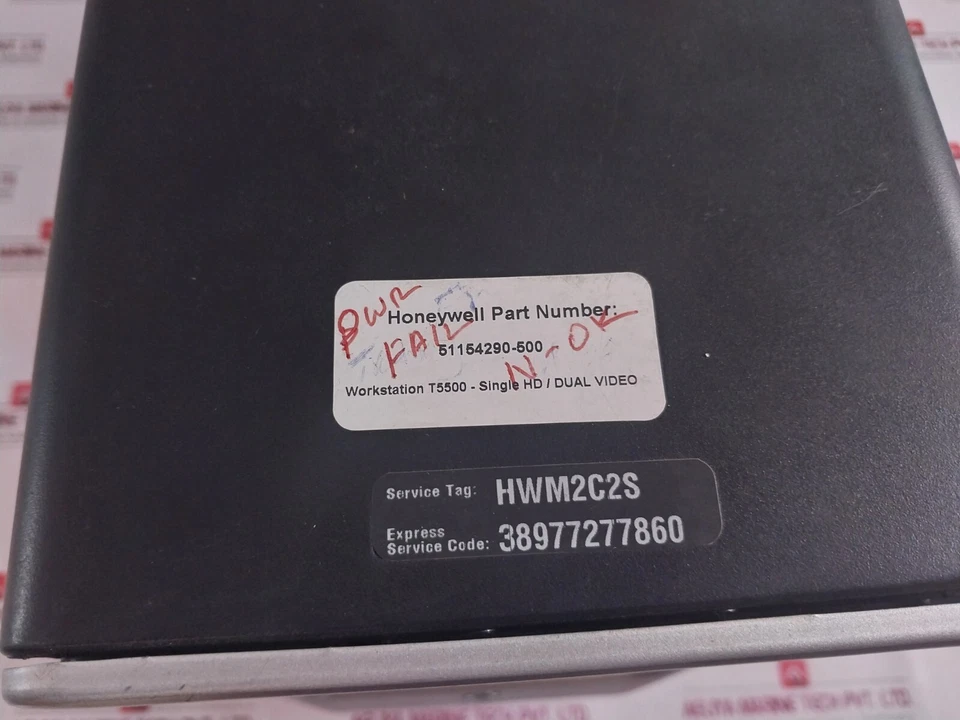 Honeywell Part Number:
PWR
FAIL
51154290-500
N-OK
Workstation T5500 - Single HD / DUAL VIDEO
Service Tag: HWM2C2S
Express
Service Code: 38977277860